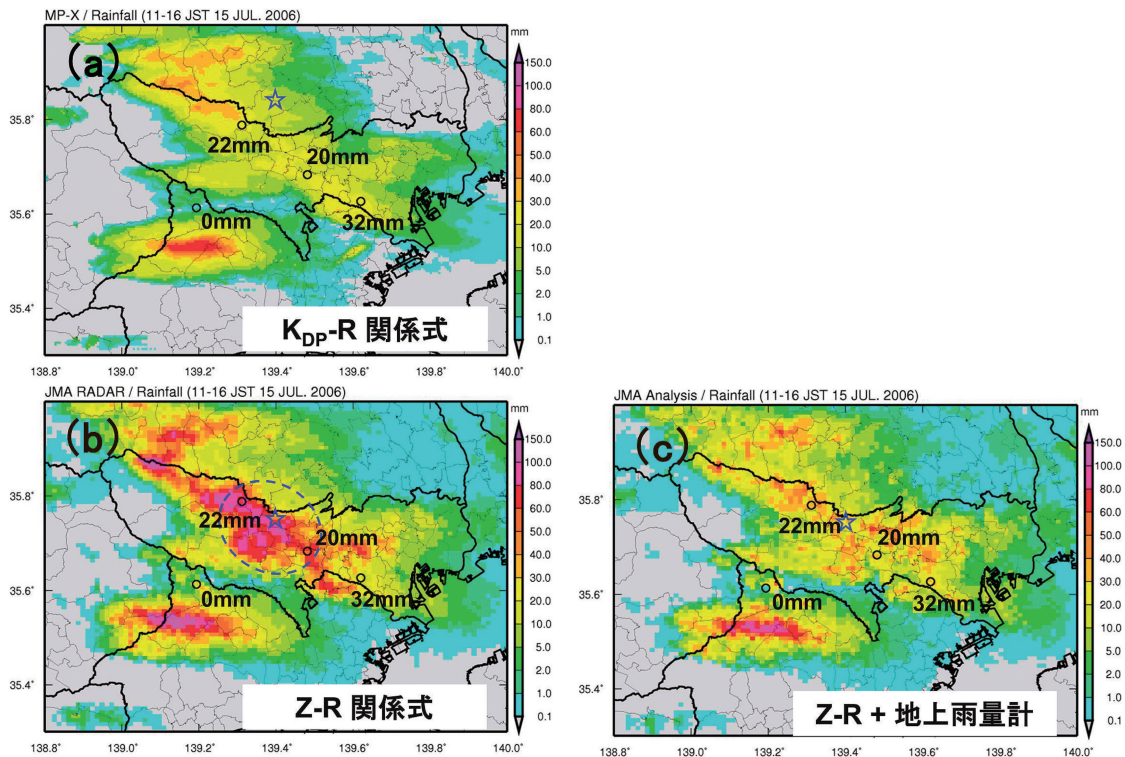 MP-X / Rainfall (11-16 JST 15 JUL. 2006)
mm
(a)
150.0
100.0
80.0
60.0
50.0
40.0
30.0
20.0
10.0
5.0
2.0
1.0
0.1
35.8°
35.6°
35.4°
22mm
20mm
0mm
32mm
K_DP-R 関係式
138.8° 139.0° 139.2° 139.4° 139.6° 139.8° 140.0°
JMA RADAR / Rainfall (11-16 JST 15 JUL. 2006)
mm
(b)
150.0
100.0
80.0
60.0
50.0
40.0
30.0
20.0
10.0
5.0
2.0
1.0
0.1
35.8°
35.6°
35.4°
22mm
20mm
0mm
32mm
Z-R 関係式
138.8° 139.0° 139.2° 139.4° 139.6° 139.8° 140.0°
JMA Analysis / Rainfall (11-16 JST 15 JUL. 2006)
mm
(c)
150.0
100.0
80.0
60.0
50.0
40.0
30.0
20.0
10.0
5.0
2.0
1.0
0.1
35.8°
35.6°
35.4°
22mm
20mm
0mm
32mm
Z-R + 地上雨量計
138.8° 139.0° 139.2° 139.4° 139.6° 139.8° 140.0°